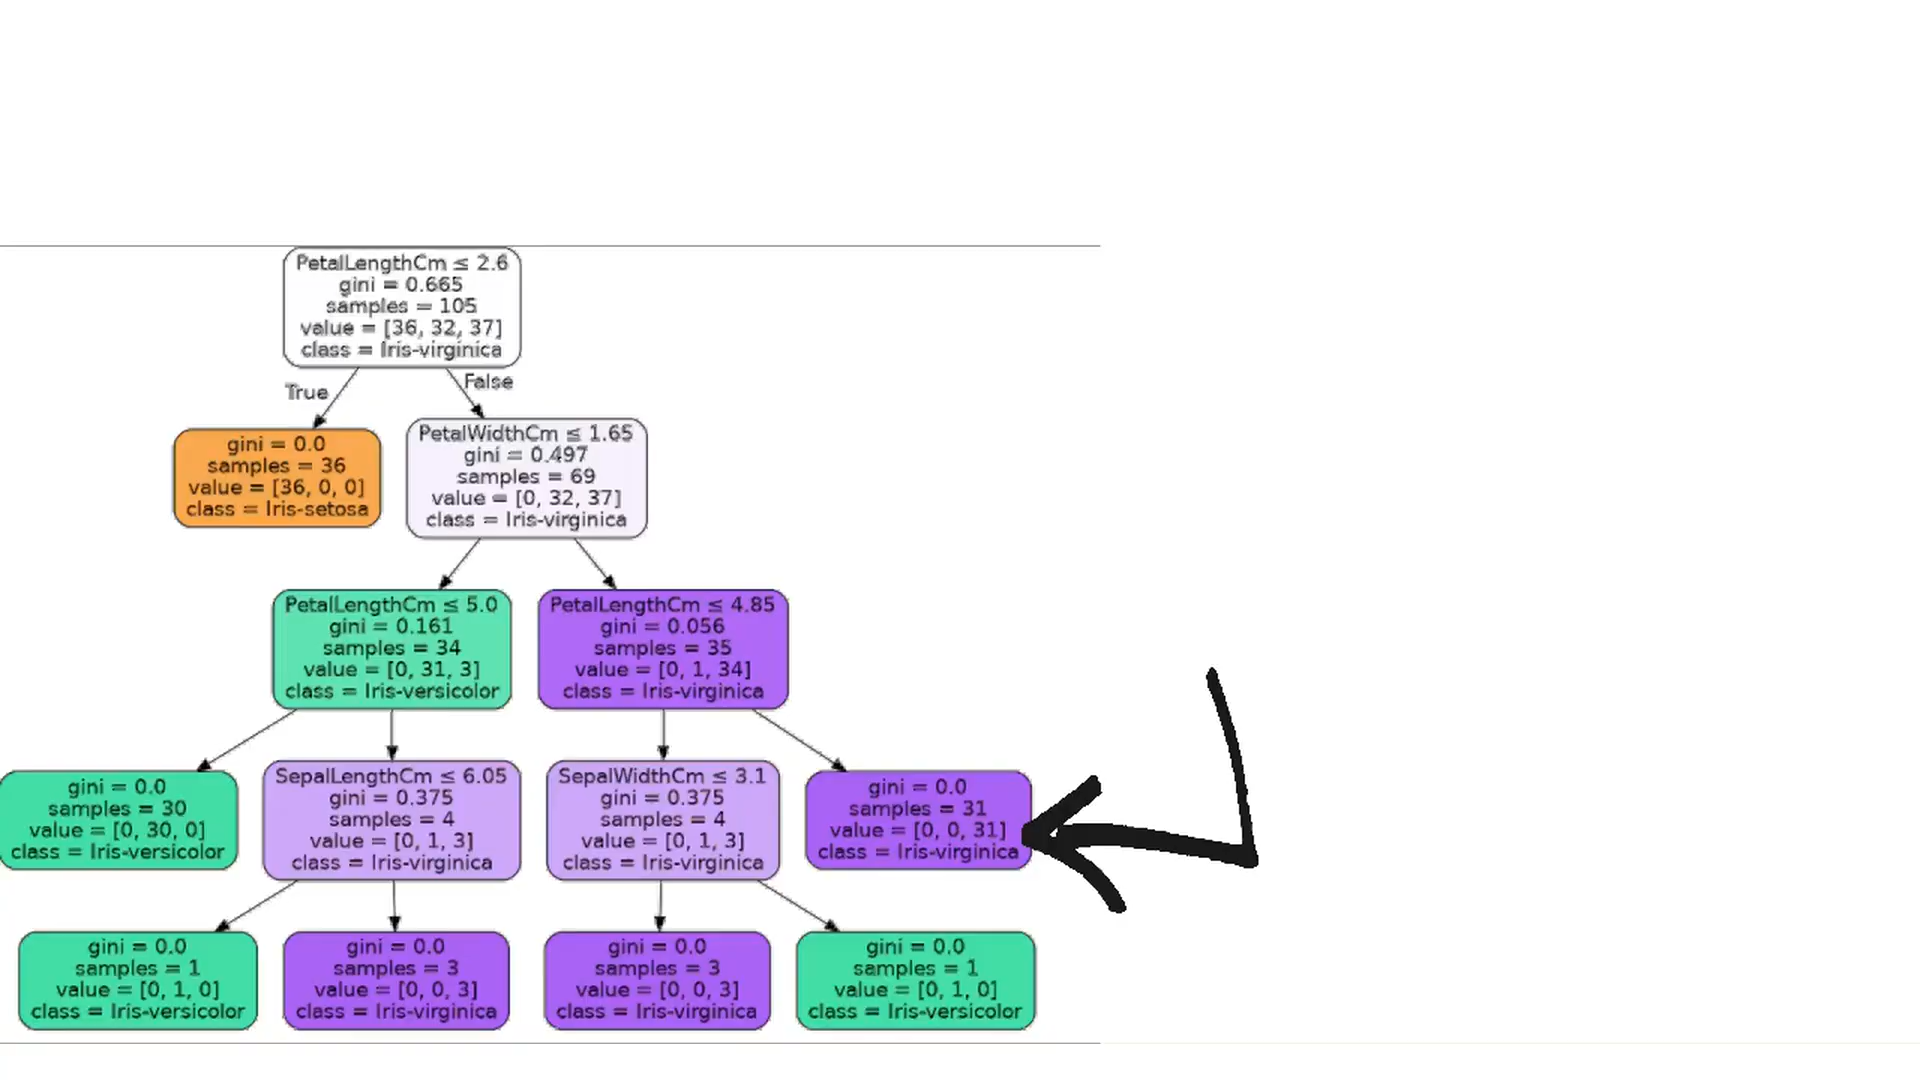 PetalLengthCm ≤ 2.6
gini = 0.665
samples = 105
value = [36, 32, 37]
class = Iris-virginica
True
False
gini = 0.0
samples = 36
value = [36, 0, 0]
class = Iris-setosa
PetalWidthCm ≤ 1.65
gini = 0.497
samples = 69
value = [0, 32, 37]
class = Iris-virginica
PetalLengthCm ≤ 5.0
gini = 0.161
samples = 34
value = [0, 31, 3]
class = Iris-versicolor
PetalLengthCm ≤ 4.85
gini = 0.056
samples = 35
value = [0, 1, 34]
class = Iris-virginica
gini = 0.0
samples = 30
value = [0, 30, 0]
class = Iris-versicolor
SepalLengthCm ≤ 6.05
gini = 0.375
samples = 4
value = [0, 1, 3]
class = Iris-virginica
SepalWidthCm ≤ 3.1
gini = 0.375
samples = 4
value = [0, 1, 3]
class = Iris-virginica
gini = 0.0
samples = 31
value = [0, 0, 31]
class = Iris-virginica
gini = 0.0
samples = 1
value = [0, 1, 0]
class = Iris-versicolor
gini = 0.0
samples = 3
value = [0, 0, 3]
class = Iris-virginica
gini = 0.0
samples = 3
value = [0, 0, 3]
class = Iris-virginica
gini = 0.0
samples = 1
value = [0, 1, 0]
class = Iris-versicolor